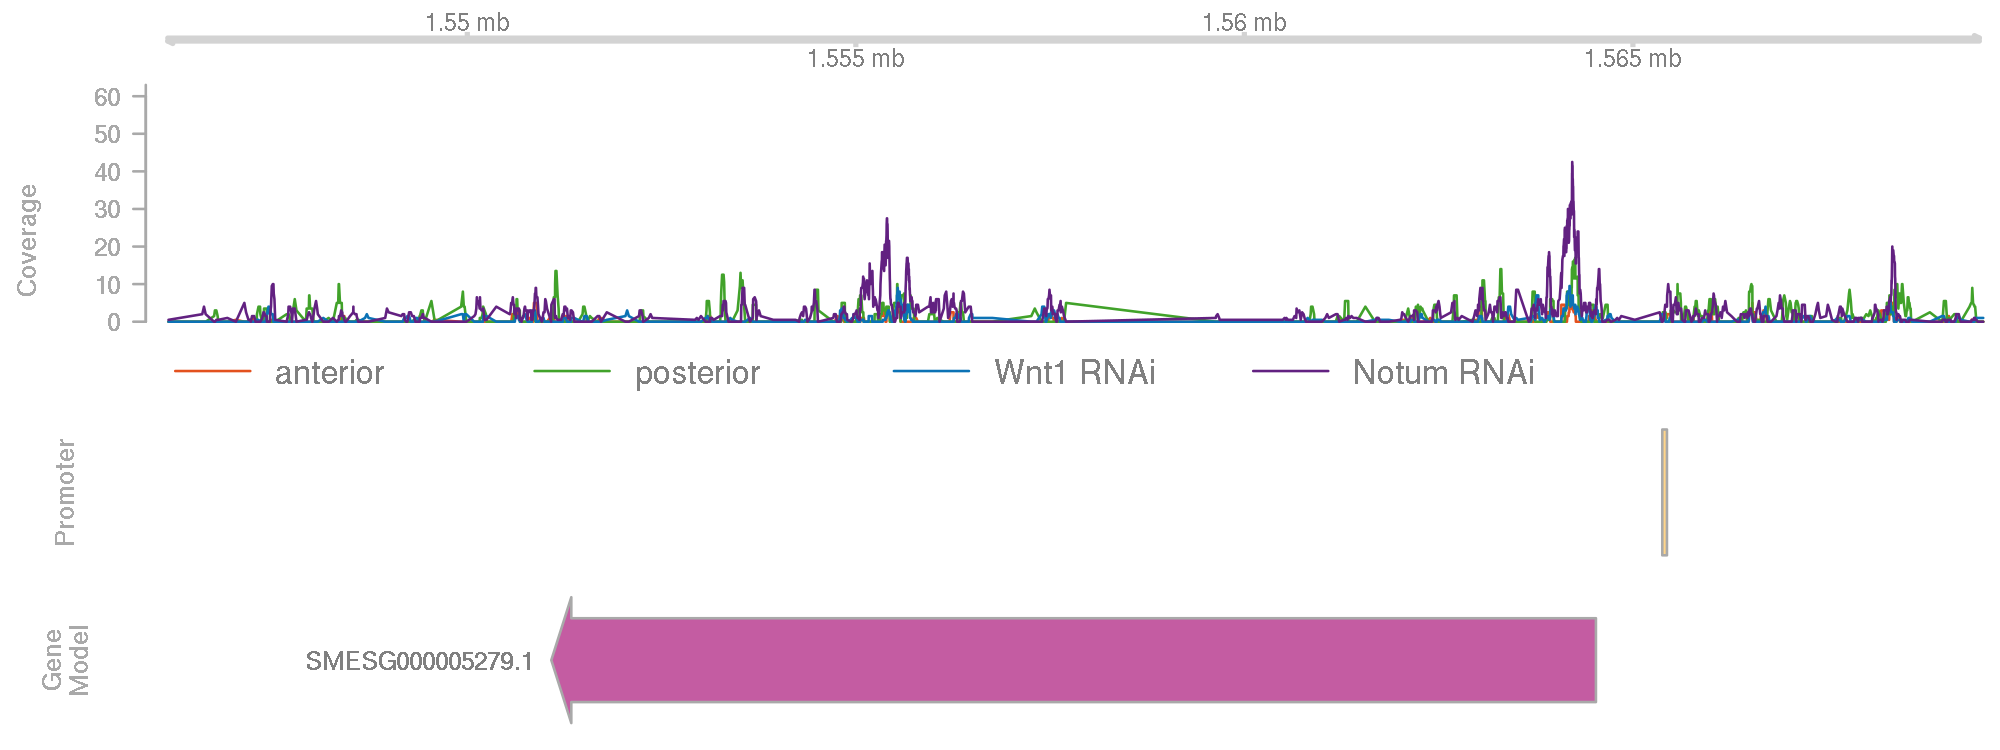 1.55 mb
1.56 mb
1.555 mb
1.565 mb
60
50
40
30
20
10
0
Coverage
anterior
posterior
Wnt1 RNAi
Notum RNAi
Promoter
SMESG000005279.1
Gene
Model